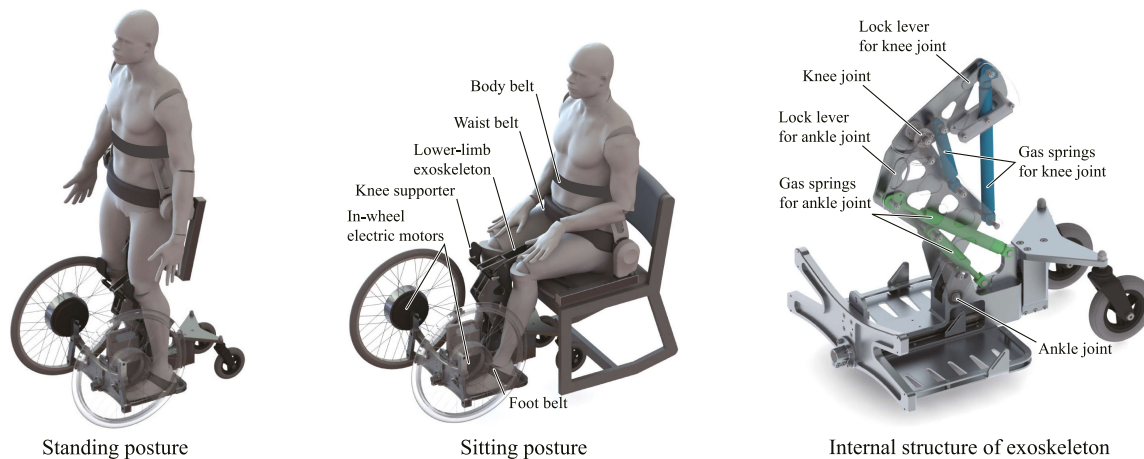 Body belt
Waist belt
Lower-limb
exoskeleton
Knee supporter
In-wheel
electric motors
Foot belt
Lock lever
for knee joint
Knee joint
Lock lever
for ankle joint
Gas springs
for knee joint
Gas springs
for ankle joint
Ankle joint
Standing posture
Sitting posture
Internal structure of exoskeleton